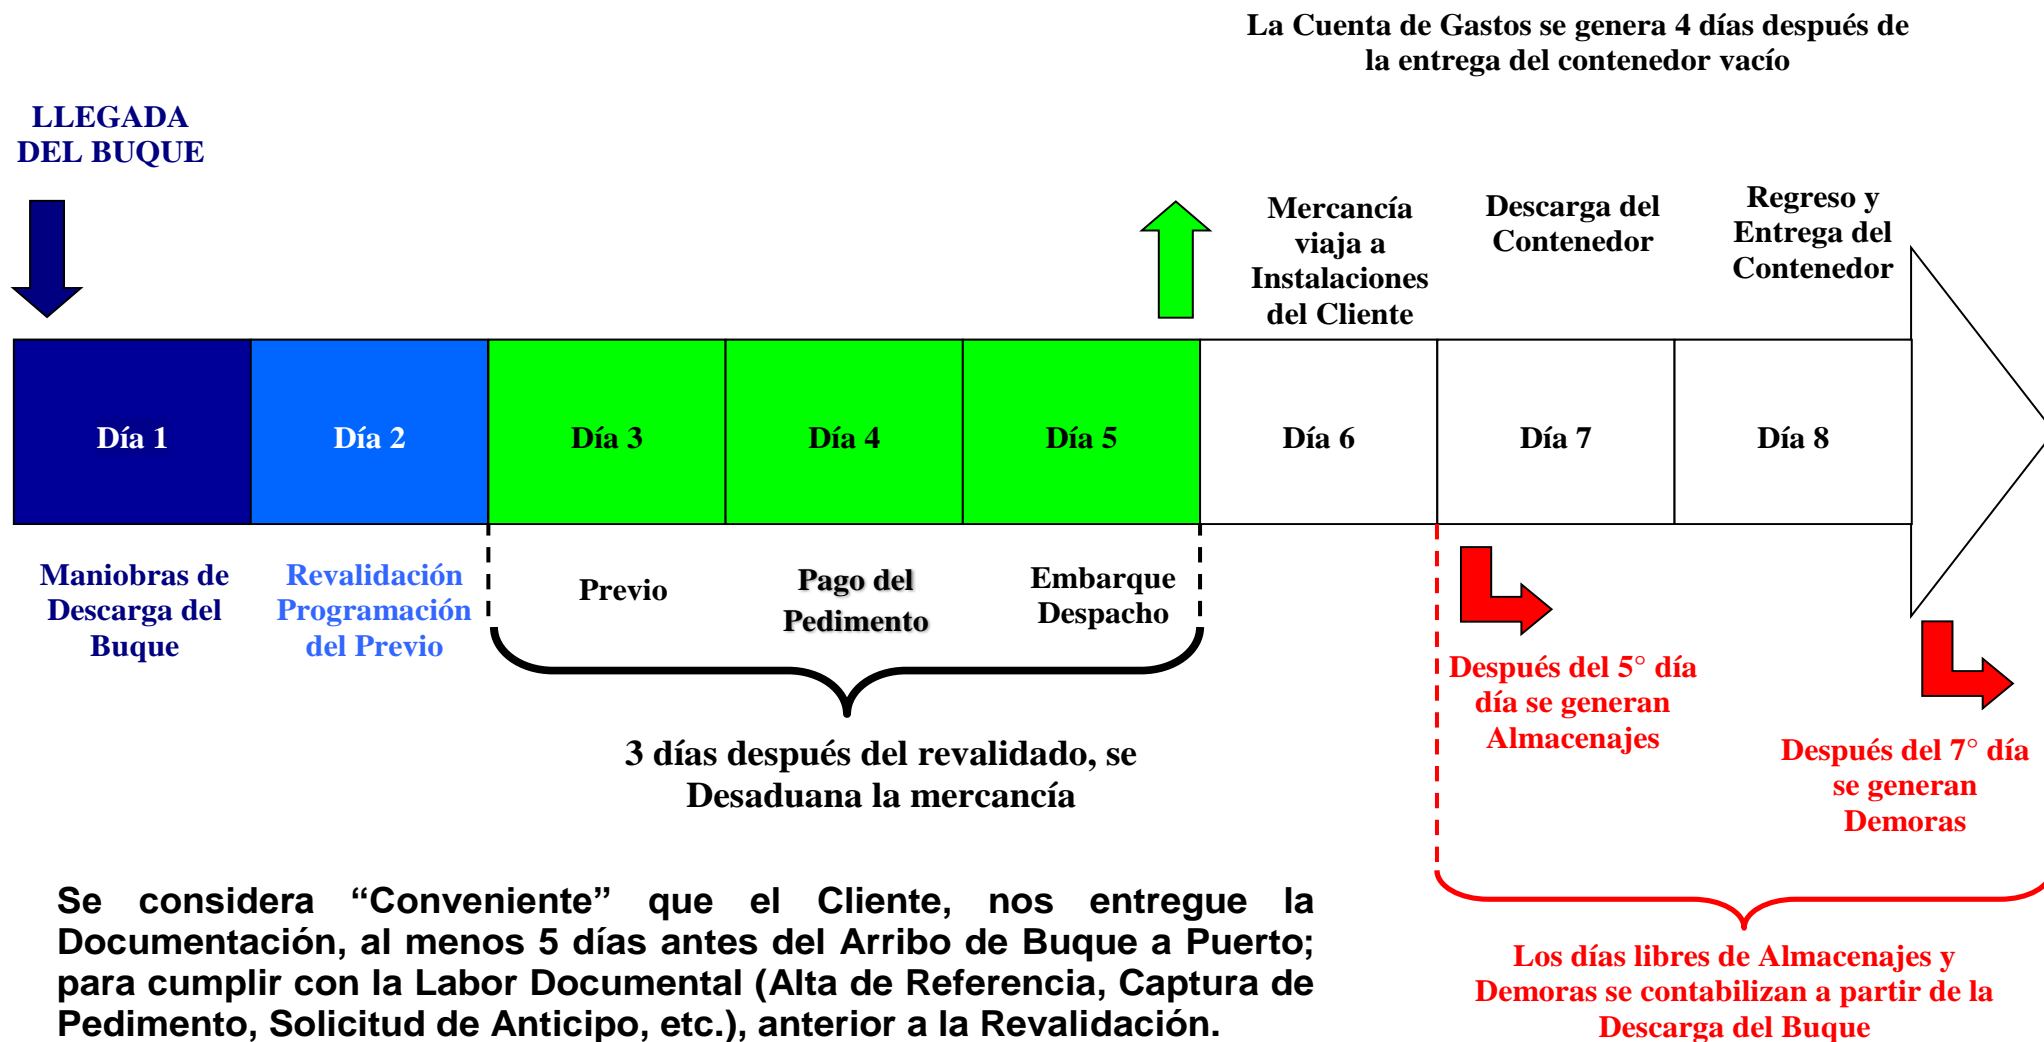 La Cuenta de Gastos se genera 4 días después de
la entrega del contenedor vacío
LLEGADA
DEL BUQUE
Mercancía
viaja a
Instalaciones
del Cliente
Descarga del
Contenedor
Regreso y
Entrega del
Contenedor
Día 1
Día 2
Día 3
Día 4
Día 5
Día 6
Día 7
Día 8
Maniobras de
Descarga del
Buque
Revalidación
Programación
del Previo
Previo
Pago del
Pedimento
Embarque
Despacho
3 días después del revalidado, se
Desaduana la mercancía
Después del 5° día
día se generan
Almacenajes
Después del 7° día
se generan
Demoras
Se considera “Conveniente” que el Cliente, nos entregue la
Documentación, al menos 5 días antes del Arribo de Buque a Puerto;
para cumplir con la Labor Documental (Alta de Referencia, Captura de
Pedimento, Solicitud de Anticipo, etc.), anterior a la Revalidación.
Los días libres de Almacenajes y
Demoras se contabilizan a partir de la
Descarga del Buque